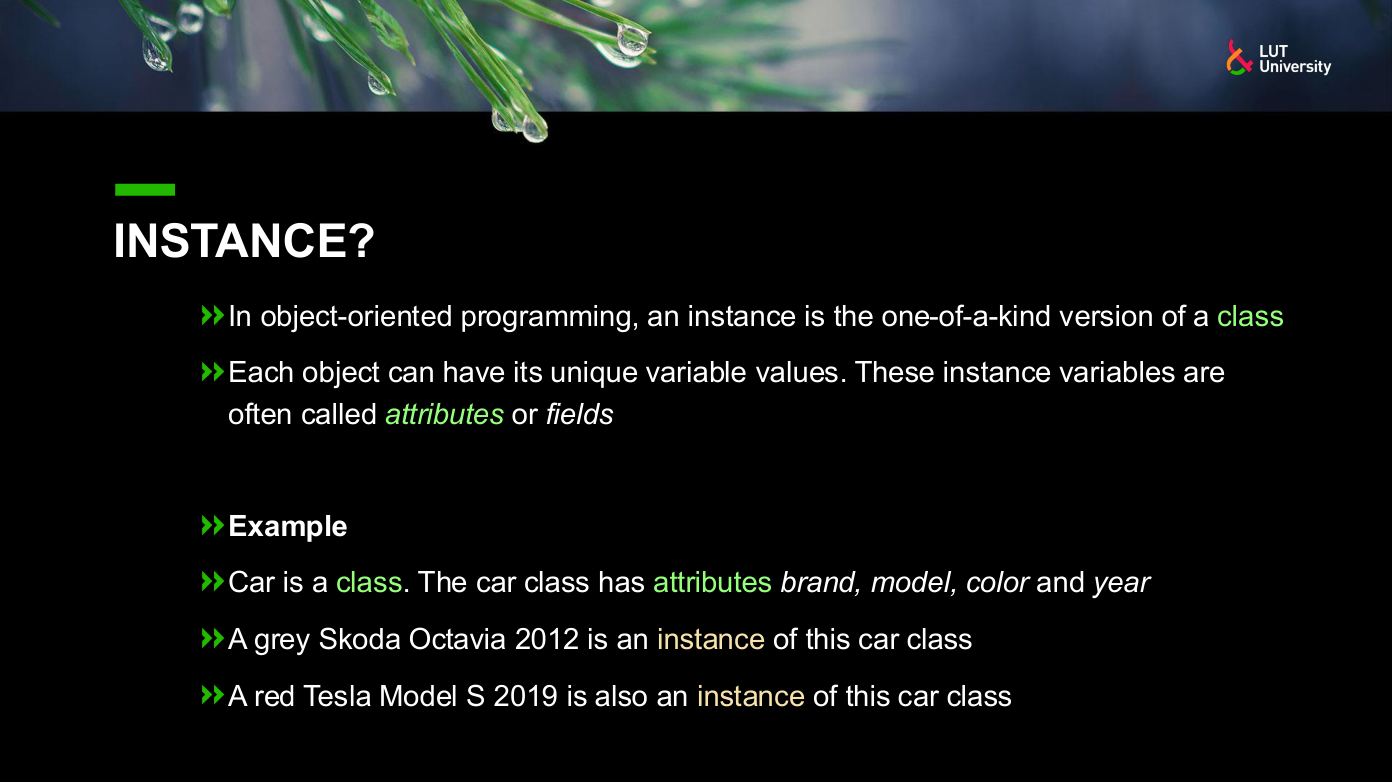 LUT
University
INSTANCE?
In object-oriented programming, an instance is the one-of-a-kind version of a class
Each object can have its unique variable values. These instance variables are
often called attributes or fields
Example
Car is a class. The car class has attributes brand, model, color and year
A grey Skoda Octavia 2012 is an instance of this car class
A red Tesla Model S 2019 is also an instance of this car class